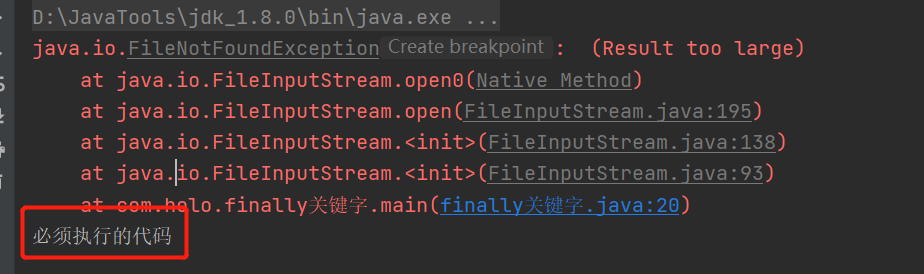 D:\JavaTools\jdk_1.8.0\bin\java.exe ...
java.io.FileNotFoundException Create breakpoint :  (Result too large)
at java.io.FileInputStream.open0(Native Method)
at java.io.FileInputStream.open(FileInputStream.java:195)
at java.io.FileInputStream.<init>(FileInputStream.java:138)
at java.io.FileInputStream.<init>(FileInputStream.java:93)
at com.holo.finally关键字.main(finally关键字.java:20)
必须执行的代码